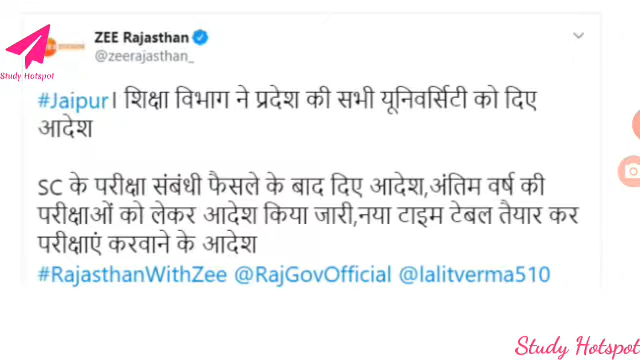 ZEE Rajasthan
@zeerajasthan_
Study Hotspot
#Jaipur। शिक्षा विभाग ने प्रदेश की सभी यूनिवर्सिटी को दिए
आदेश
SC के परीक्षा संबंधी फैसले के बाद दिए आदेश,अंतिम वर्ष की
परीक्षाओं को लेकर आदेश किया जारी,नया टाइम टेबल तैयार कर
परीक्षाएं करवाने के आदेश
#RajasthanWithZee @RajGovOfficial @lalitverma510
Study Hotspot